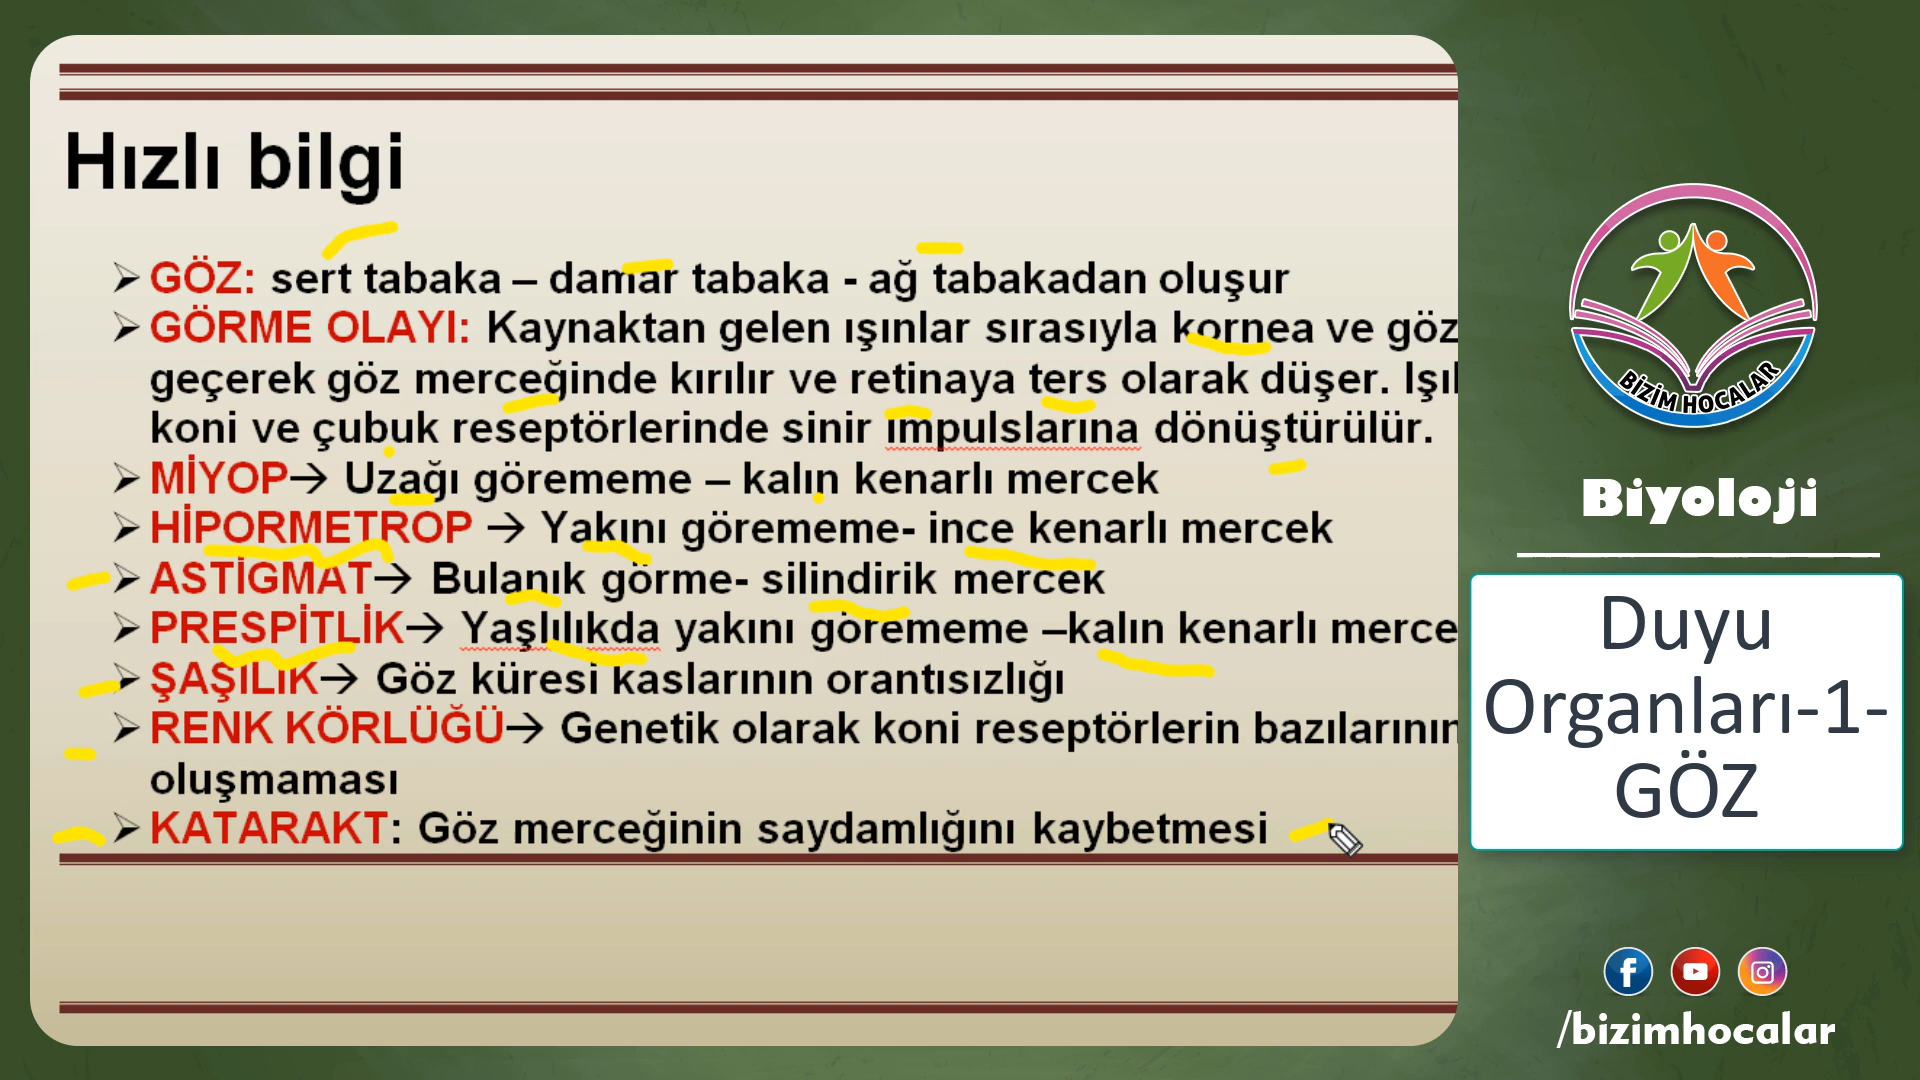 Hızlı bilgi
GÖZ: sert tabaka – damar tabaka - ağ tabakadan oluşur
GÖRME OLAYI: Kaynaktan gelen ışınlar sırasıyla kornea ve göz
geçerek göz merceğinde kırılır ve retinaya ters olarak düşer.
koni ve çubuk reseptörlerinde sinir impulslarına dönüştürülür.
MİYOP→ Uzağı görememe – kalın kenarlı mercek
HİPORMETROP → Yakını görememe- ince kenarlı mercek
ASTİGMAT→ Bulanık görme- silindirik mercek
PRESPİTLİK→ Yaşlılıkda yakını görememe –kalın kenarlı merce
ŞAŞILIK→ Göz küresi kaslarının orantısızlığı
RENK KÖRLÜĞÜ→ Genetik olarak koni reseptörlerin bazılarının
oluşmaması
KATARAKT: Göz merceğinin saydamlığını kaybetmesi
BİZİM HOCALAR
Biyoloji
Duyu
Organları-1-
GÖZ
/bizimhocalar